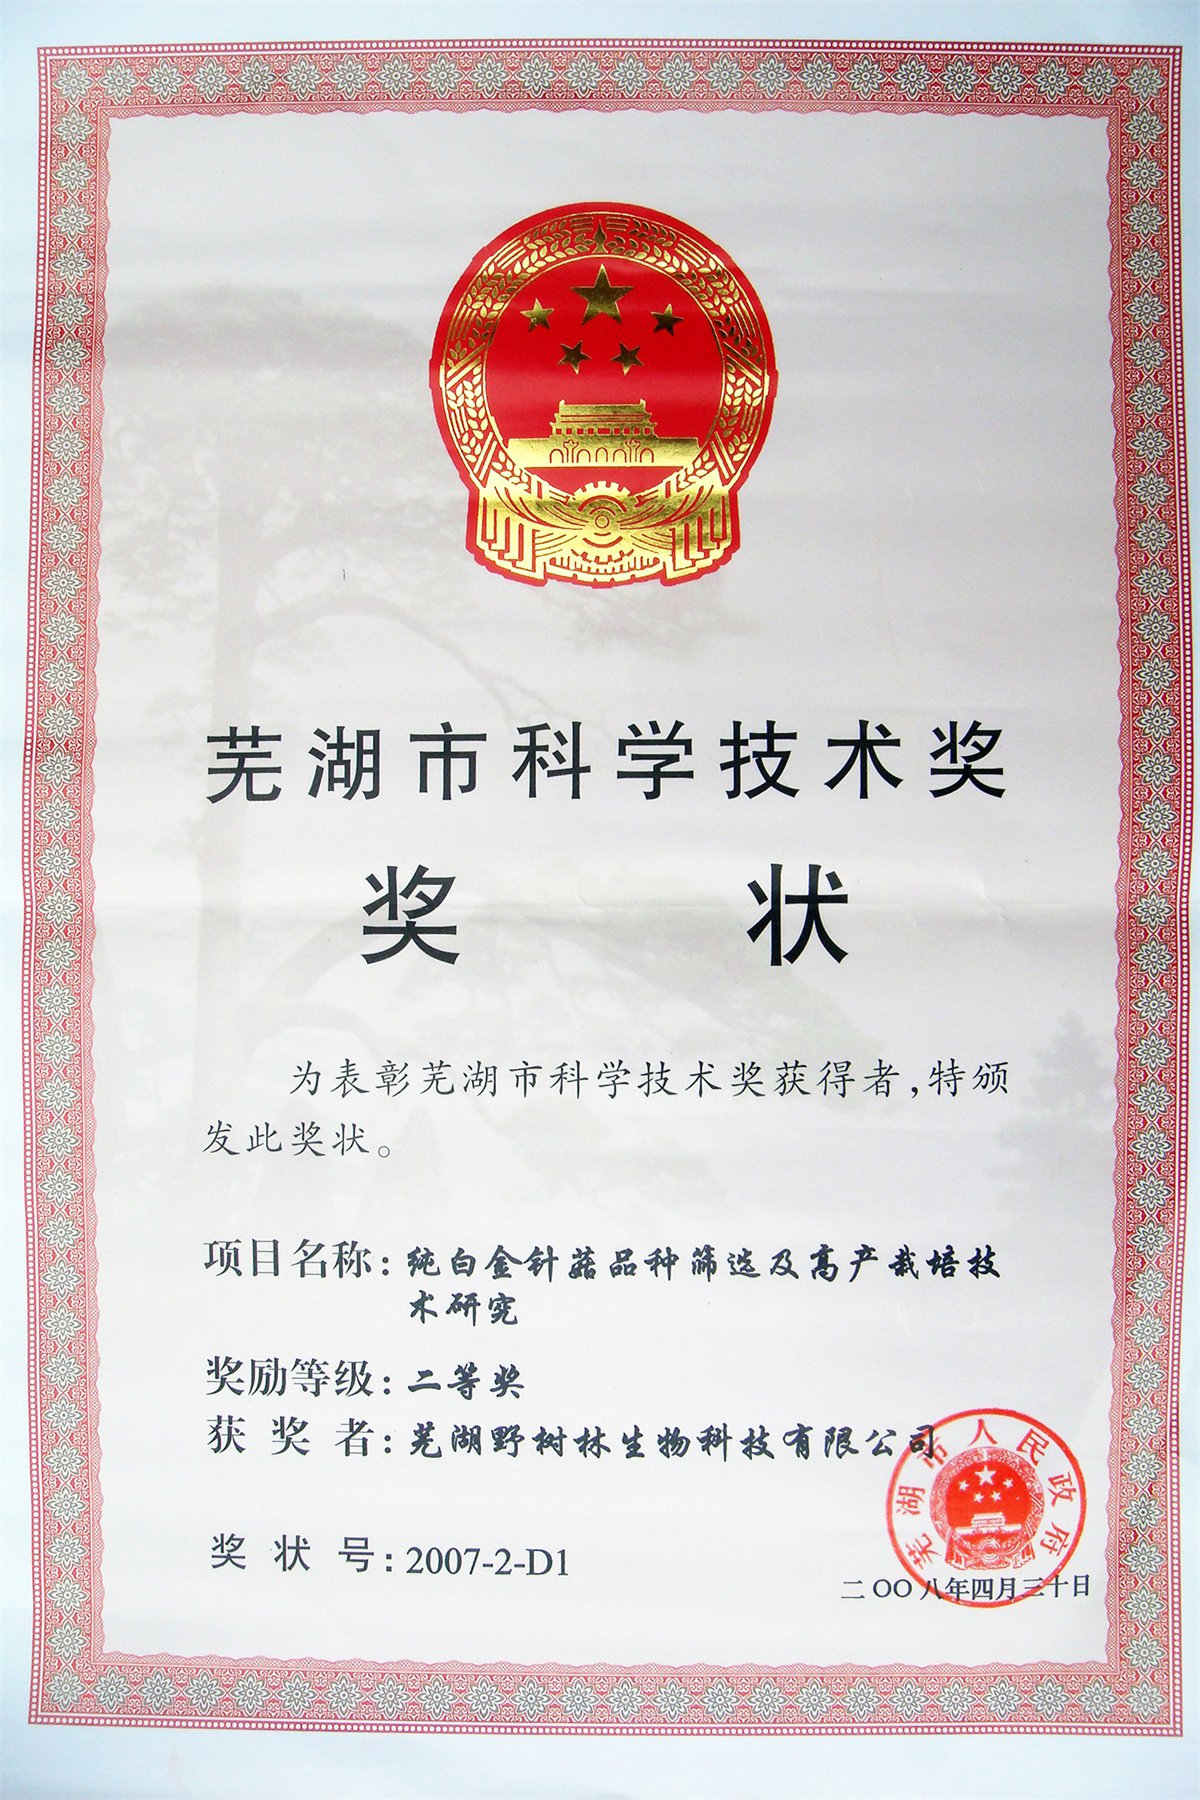 芜湖市科学技术奖
奖状
为表彰芜湖市科学技术奖获得者,特颁
发此奖状。
项目名称:纯白金针菇品种筛选及高产栽培技
术研究
奖励等级:二等奖
获奖者:芜湖野树林生物科技有限公司
芜湖市人民政府
奖状号:2007-2-D1
二〇〇八年四月三十日